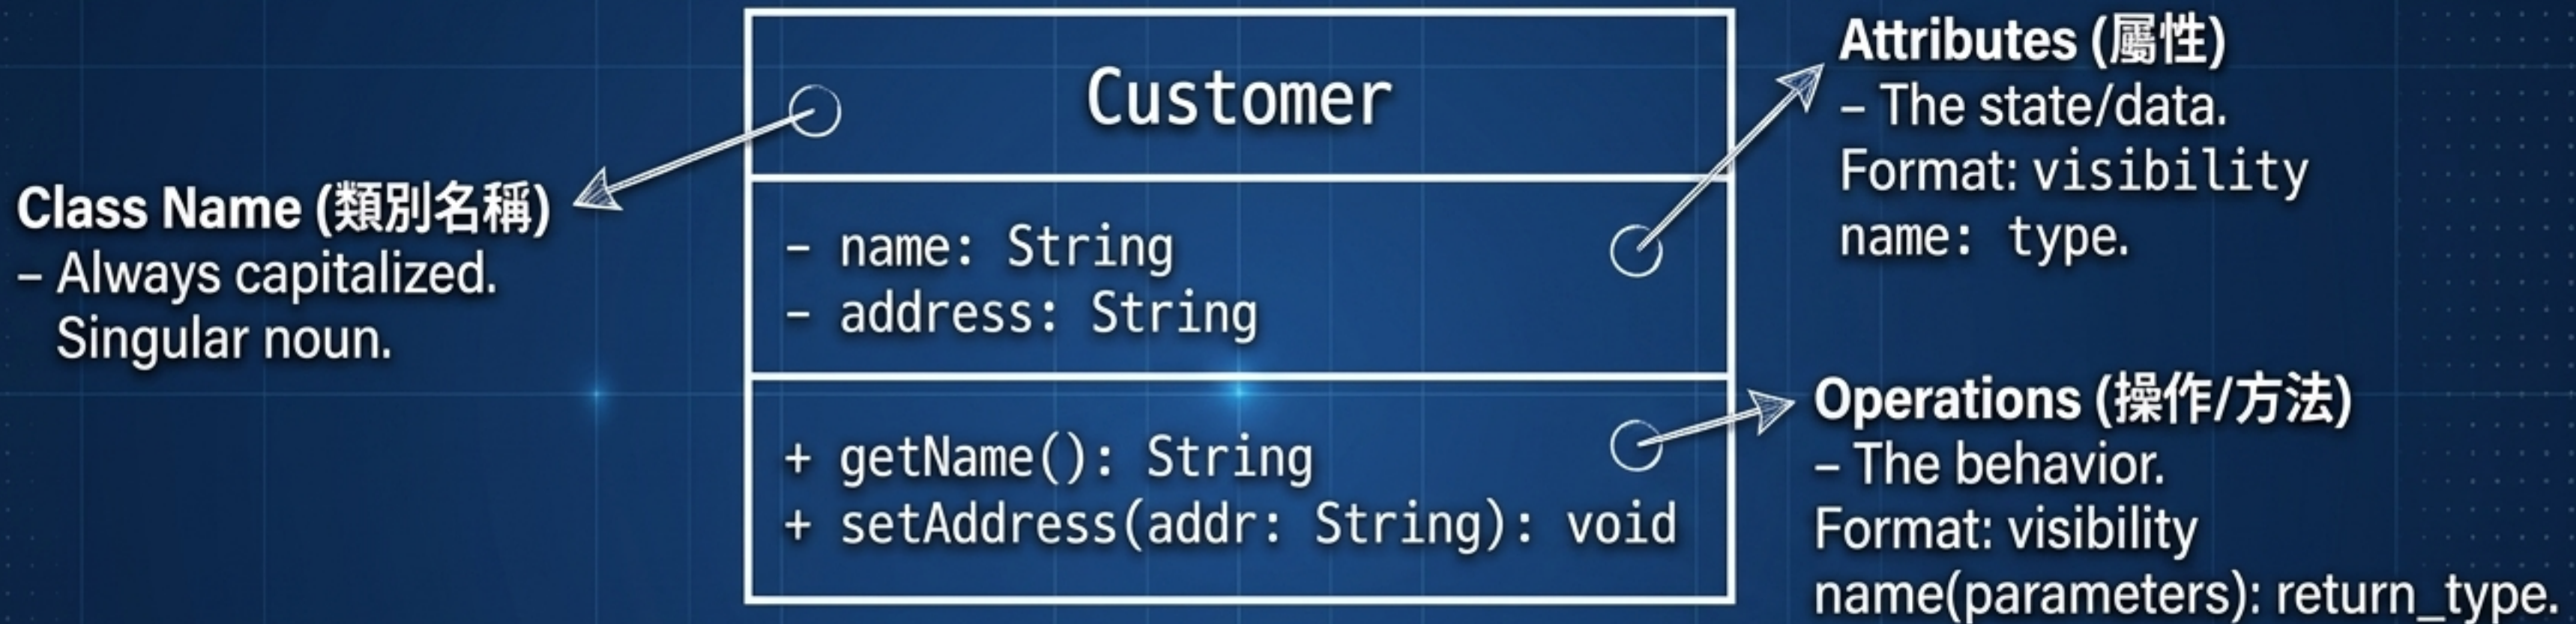 Customer
- name: String
- address: String
+ getName(): String
+ setAddress(addr: String): void
Class Name (類別名稱)
– Always capitalized.
Singular noun.
Attributes (屬性)
– The state/data.
Format: visibility
name: type.
Operations (操作/方法)
– The behavior.
Format: visibility
name(parameters): return_type.